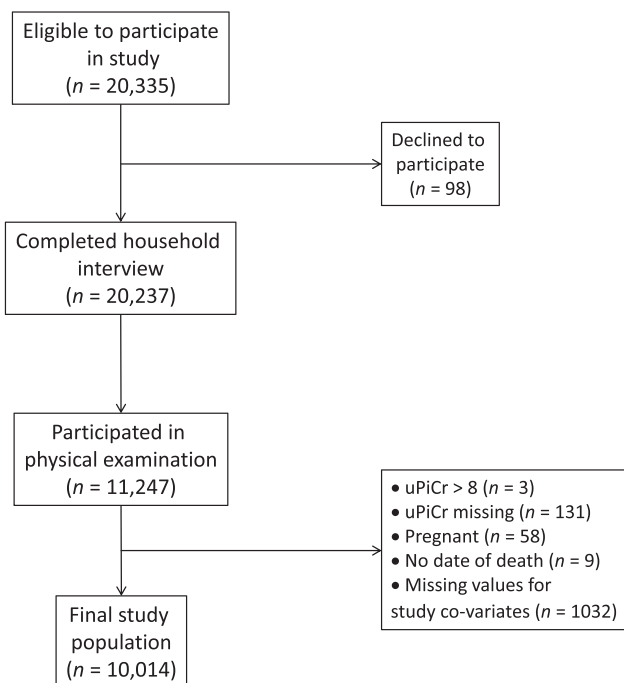 Eligible to participate
in study
(n = 20,335)
Declined to
participate
(n = 98)
Completed household
interview
(n = 20,237)
Participated in
physical examination
(n = 11,247)
• uPiCr > 8 (n = 3)
• uPiCr missing (n = 131)
• Pregnant (n = 58)
• No date of death (n = 9)
• Missing values for
study co-variates (n = 1032)
Final study
population
(n = 10,014)